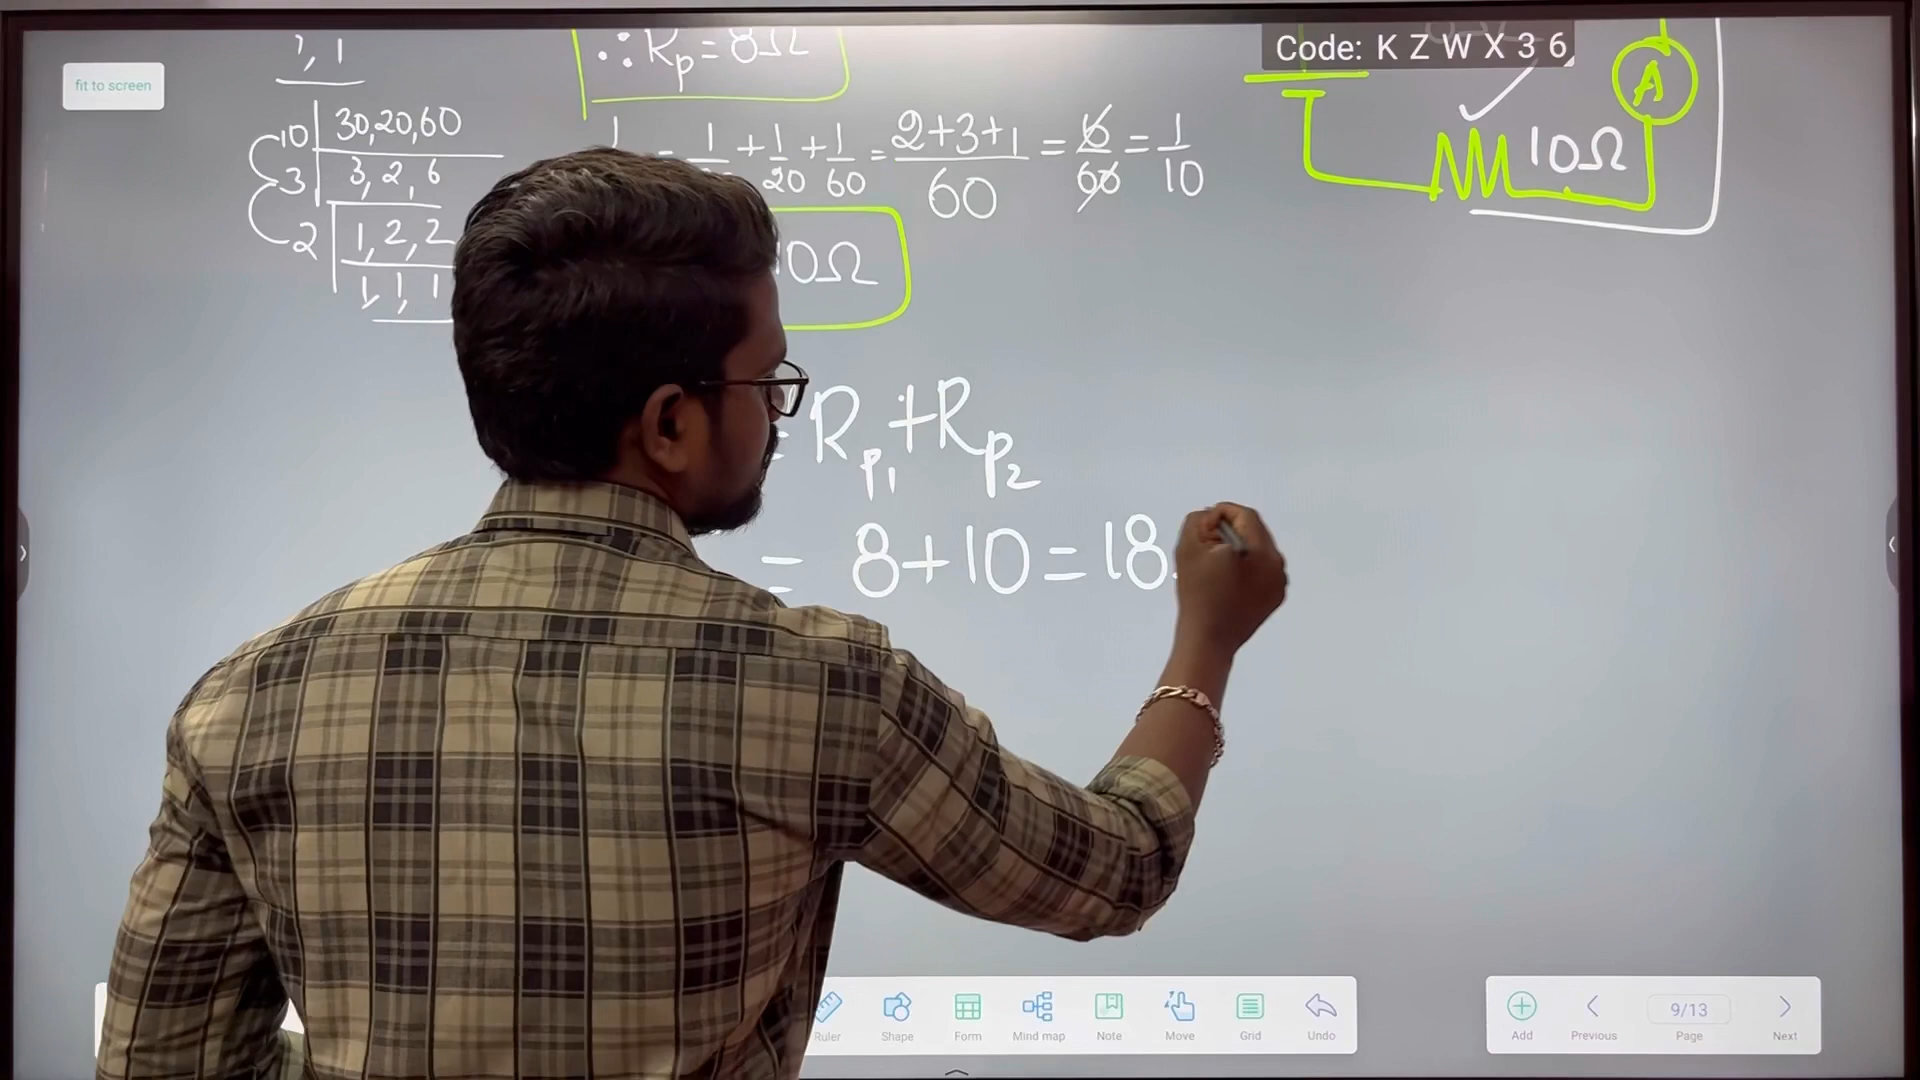 , 1
∴ Rp = 8Ω
Code: K Z W X 3 6
fit to screen
A
10Ω
10 | 30, 20, 60
3 | 3, 2, 6
2 | 1, 2, 2
1, 1, 1
1 = 1 + 1/20 + 1/60 = 2+3+1/60 = 6/60 = 1/10
10Ω
= Rp1 + Rp2
= 8 + 10 = 18
Ruler Shape Form Mind map Note Move Grid Undo
Add Previous 9/13 Page Next